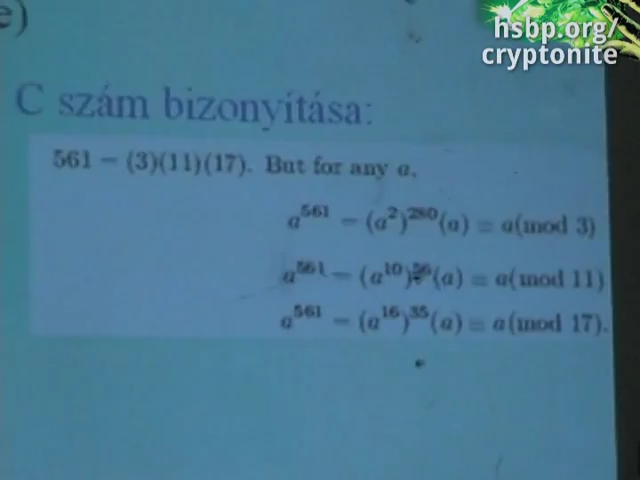 e)
hsbp.org/
cryptonite
C szám bizonyítása:
561 = (3)(11)(17). But for any a,
a^561 = (a^2)^280(a) ≡ a(mod 3)
a^561 = (a^10)^56(a) ≡ a(mod 11)
a^561 = (a^16)^35(a) ≡ a(mod 17).